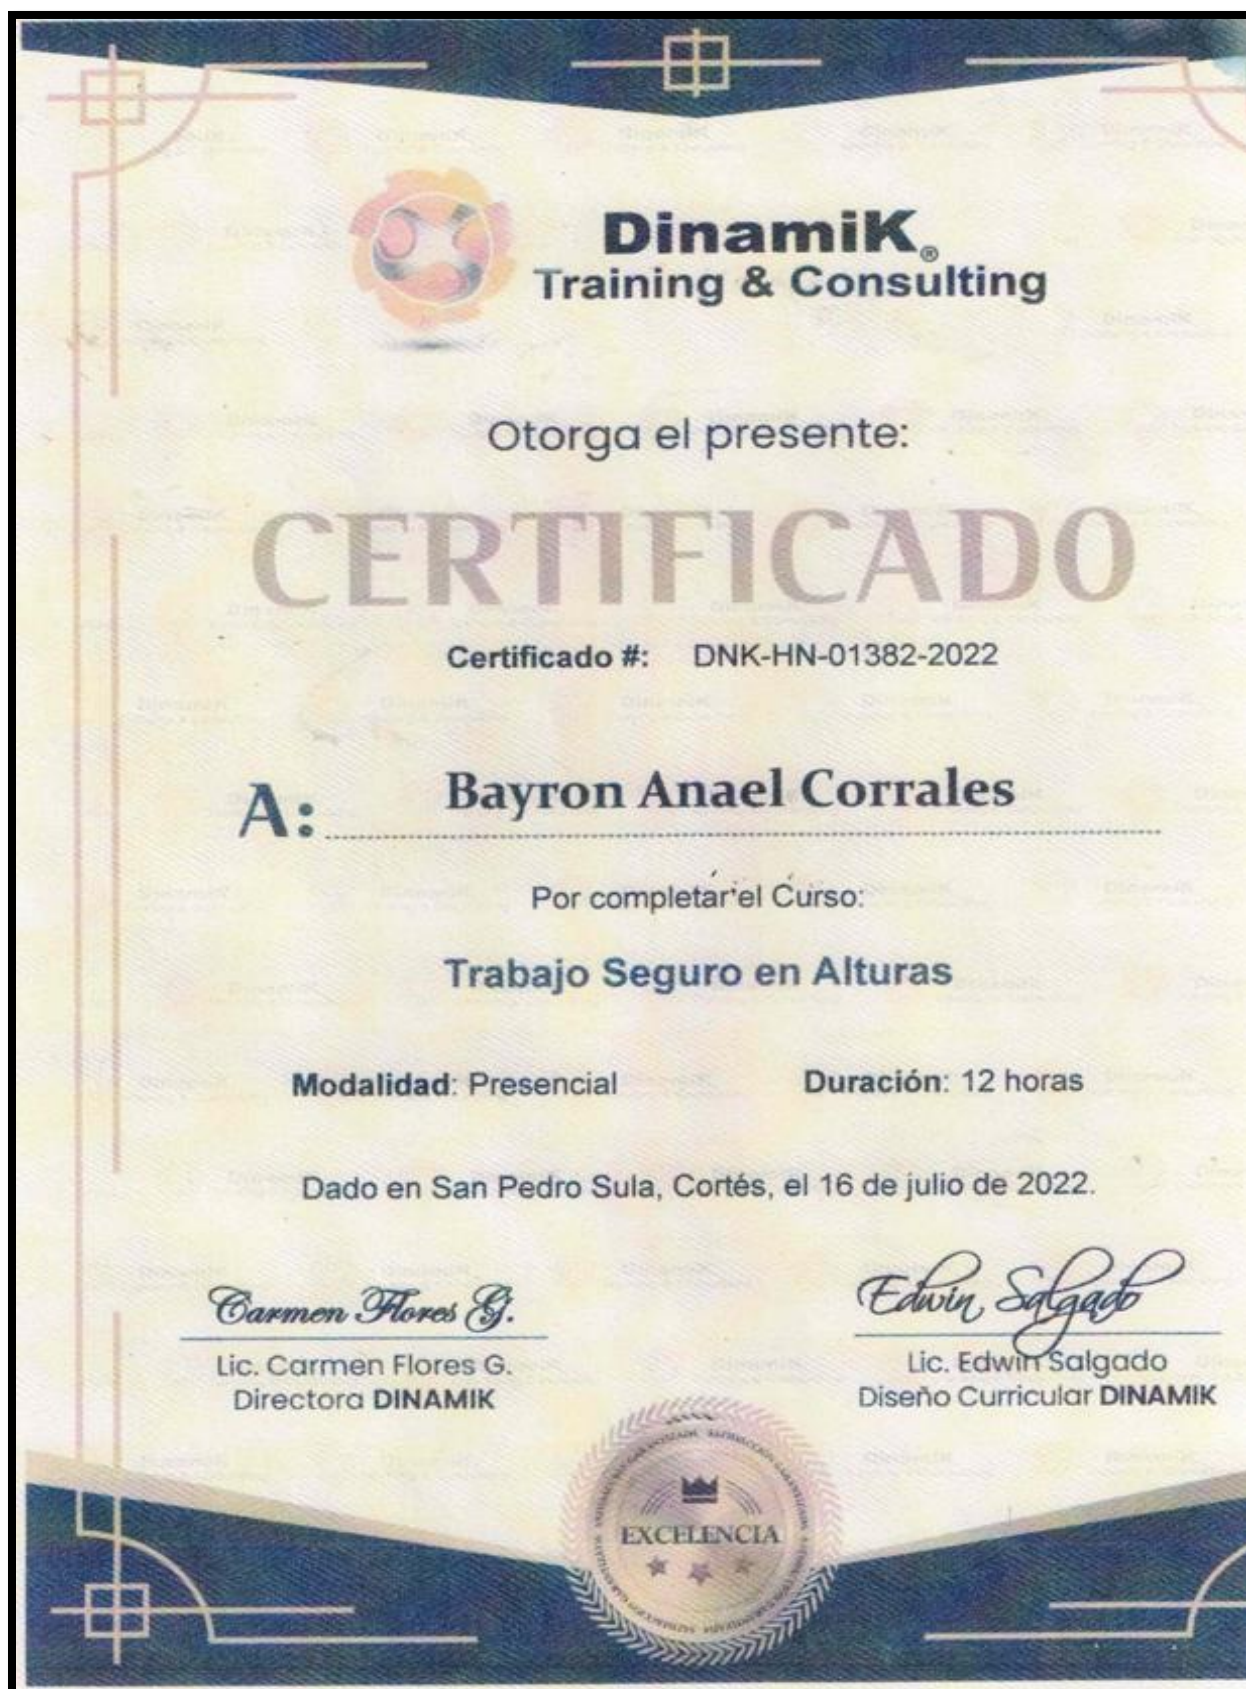 DinamiK®
Training & Consulting
Otorga el presente:
CERTIFICADO
Certificado #: DNK-HN-01382-2022
A: Bayron Anael Corrales
Por completar el Curso:
Trabajo Seguro en Alturas
Modalidad: Presencial Duración: 12 horas
Dado en San Pedro Sula, Cortés, el 16 de julio de 2022.
Carmen Flores G. Edwin Salgado
Lic. Carmen Flores G. Lic. Edwin Salgado
Directora DINAMIK Diseño Curricular DINAMIK
EXCELENCIA